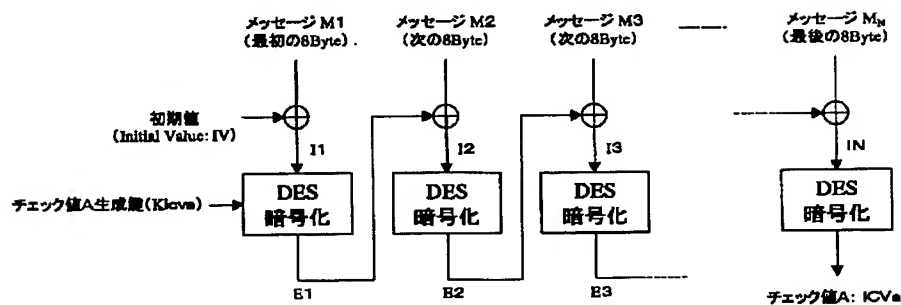 メッセージ M1
(最初の8Byte).
メッセージ M2
(次の8Byte)
メッセージ M3
(次の8Byte)
メッセージ MN
(最後の8Byte)
初期値
(Initial Value: IV)
I1
I2
I3
IN
チェック値A生成鍵(Kicva)
DES
暗号化
DES
暗号化
DES
暗号化
DES
暗号化
E1
E2
E3
チェック値A: ICVa